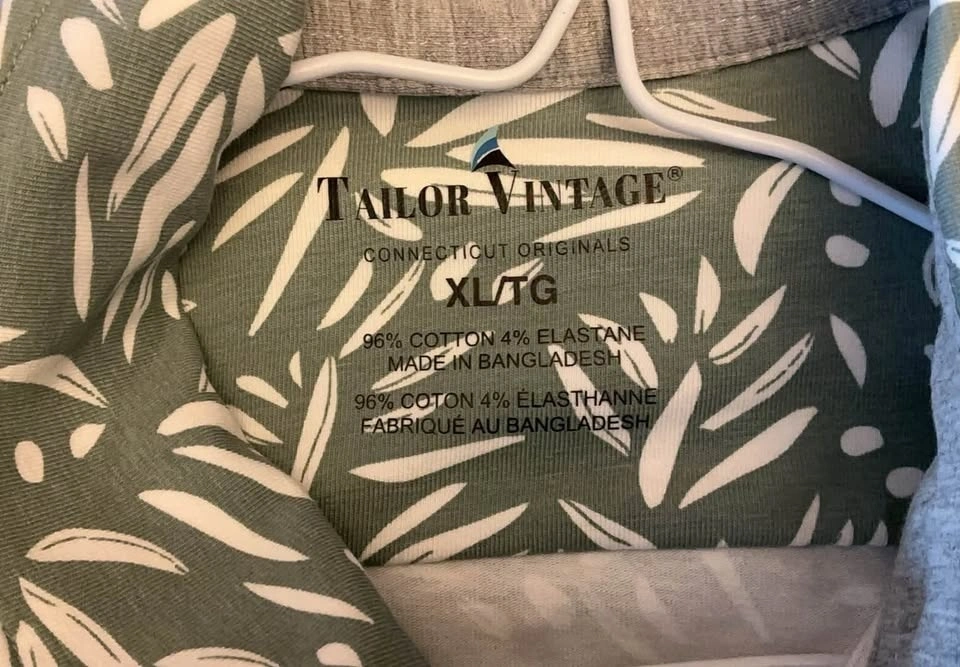 TAILOR VINTAGE®
CONNECTICUT ORIGINALS
XL/TG
96% COTTON 4% ELASTANE
MADE IN BANGLADESH
96% COTON 4% ÉLASTHANNE
FABRIQUÉ AU BANGLADESH